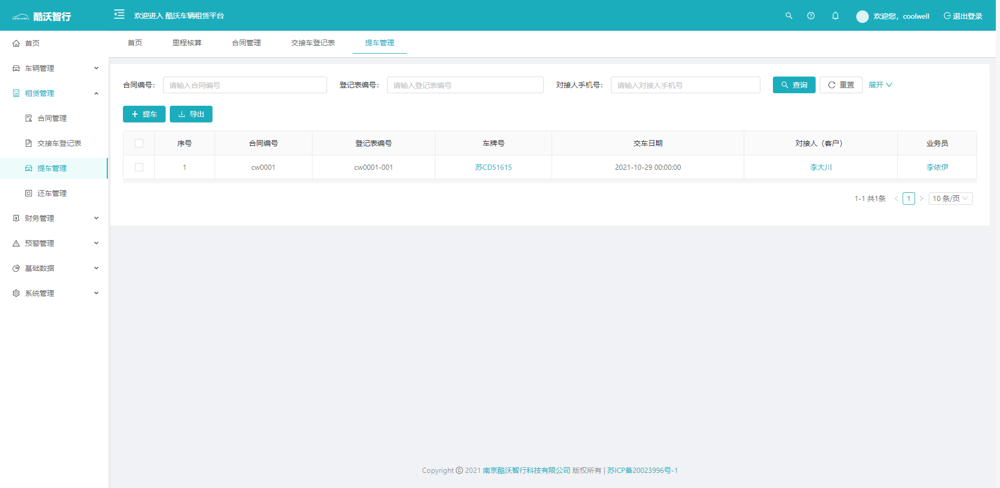 COOLWELL 酷沃智行 欢迎进入 酷沃车辆租赁平台 欢迎您，coolwell 退出登录
首页
车辆管理
租赁管理
合同管理
交接车登记表
提车管理
还车管理
财务管理
预警管理
基础数据
系统管理
首页 里程核算 合同管理 交接车登记表 提车管理
合同编号： 请输入合同编号 登记表编号： 请输入登记表编号 对接人手机号： 请输入对接人手机号 查询 重置 展开
提车 导出
序号 合同编号 登记表编号 车牌号 交车日期 对接人（客户） 业务员
1 cw0001 cw0001-001 苏CD51615 2021-10-29 00:00:00 李大川 李依伊
1-1 共1条 < 1 > 10 条/页
Copyright © 2021 南京酷沃智行科技有限公司 版权所有 | 苏ICP备20023996号-1